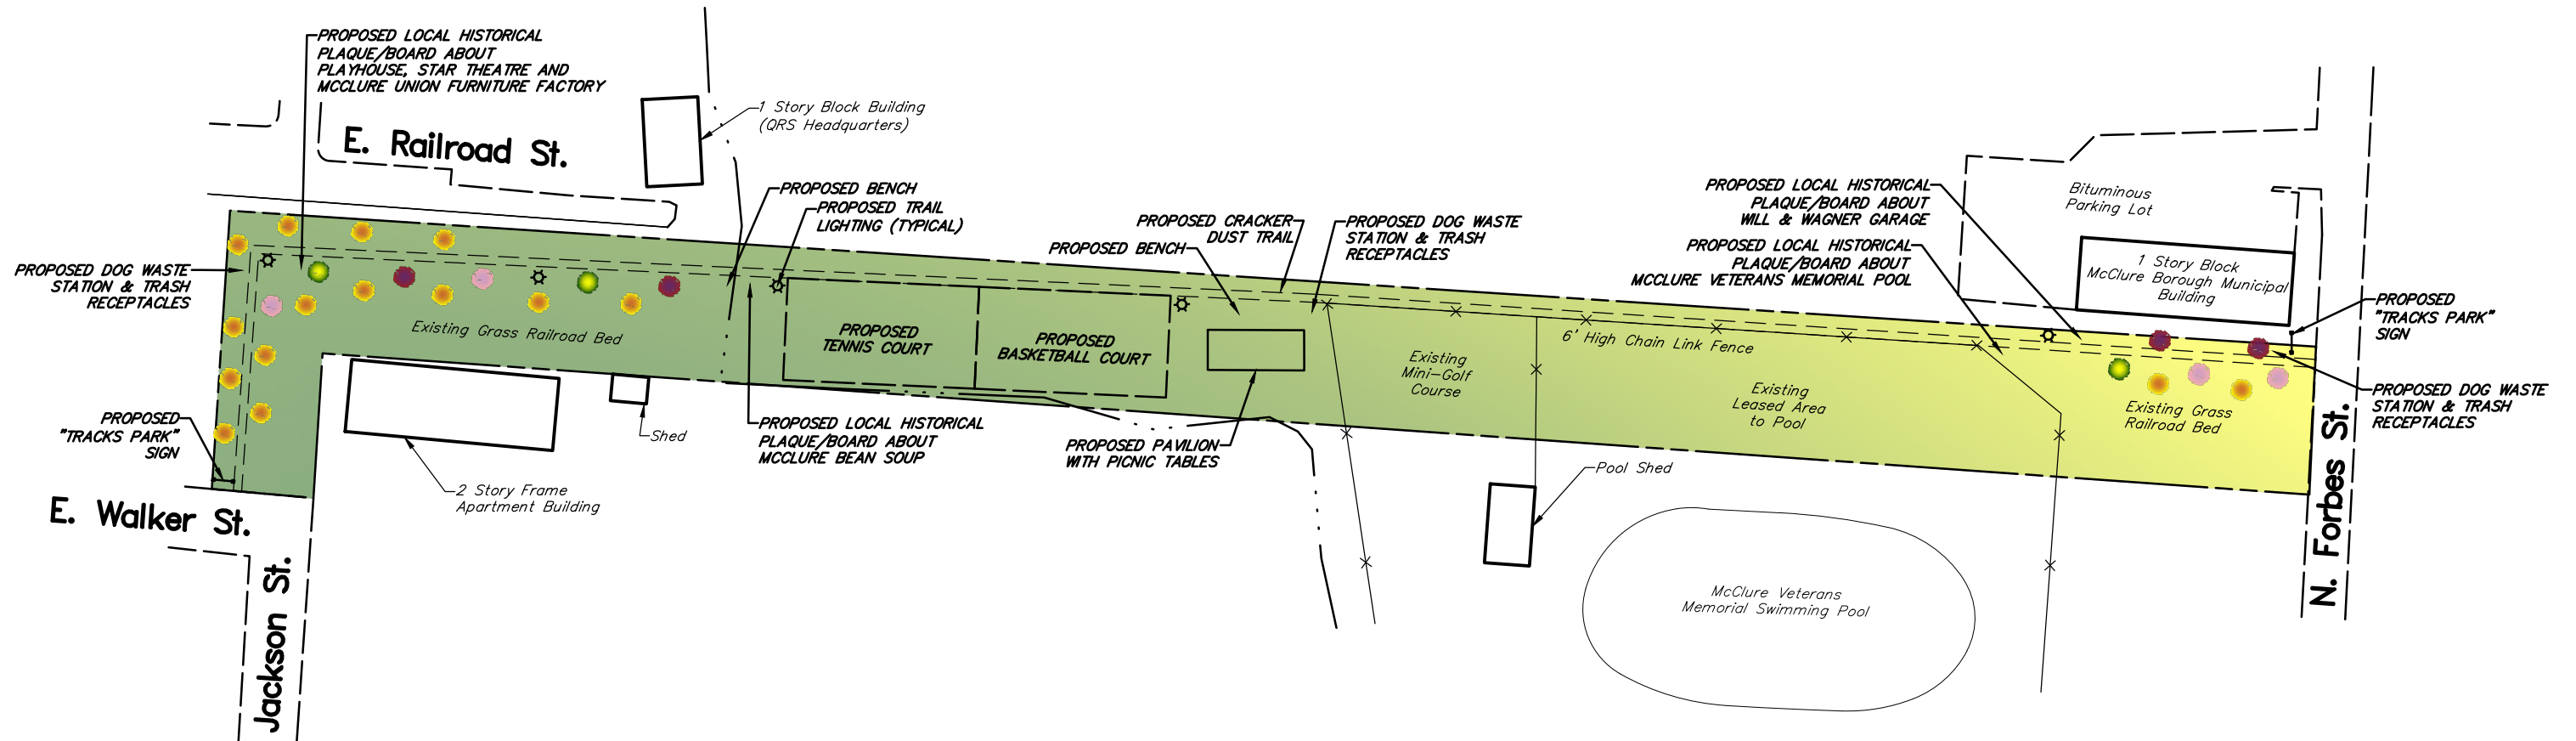 PROPOSED LOCAL HISTORICAL
PLAQUE/BOARD ABOUT
PLAYHOUSE, STAR THEATRE AND
MCCLURE UNION FURNITURE FACTORY
E. Railroad St.
1 Story Block Building
(QRS Headquarters)
PROPOSED BENCH
PROPOSED TRAIL
LIGHTING (TYPICAL)
PROPOSED CRACKER
DUST TRAIL
PROPOSED BENCH
PROPOSED DOG WASTE
STATION & TRASH
RECEPTACLES
PROPOSED LOCAL HISTORICAL
PLAQUE/BOARD ABOUT
WILL & WAGNER GARAGE
PROPOSED LOCAL HISTORICAL
PLAQUE/BOARD ABOUT
MCCLURE VETERANS MEMORIAL POOL
Bituminous
Parking Lot
1 Story Block
McClure Borough Municipal
Building
PROPOSED
"TRACKS PARK"
SIGN
PROPOSED DOG WASTE
STATION & TRASH
RECEPTACLES
PROPOSED DOG WASTE
STATION & TRASH
RECEPTACLES
Existing Grass Railroad Bed
PROPOSED
TENNIS COURT
PROPOSED
BASKETBALL COURT
6' High Chain Link Fence
Existing
Mini-Golf
Course
Existing
Leased Area
to Pool
Existing Grass
Railroad Bed
PROPOSED
"TRACKS PARK"
SIGN
Shed
PROPOSED LOCAL HISTORICAL
PLAQUE/BOARD ABOUT
MCCLURE BEAN SOUP
PROPOSED PAVILION
WITH PICNIC TABLES
Pool Shed
2 Story Frame
Apartment Building
E. Walker St.
Jackson St.
McClure Veterans
Memorial Swimming Pool
N. Forbes St.